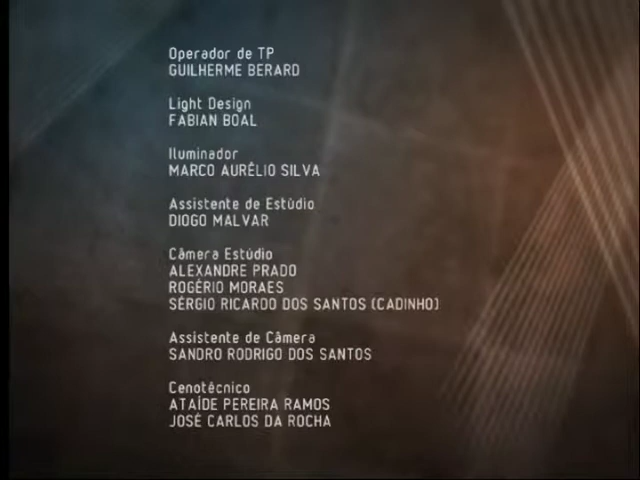 Operador de TP
GUILHERME BERARD
Light Design
FABIAN BOAL
Iluminador
MARCO AURÉLIO SILVA
Assistente de Estúdio
DIOGO MALVAR
Câmera Estúdio
ALEXANDRE PRADO
ROGÉRIO MORAES
SÉRGIO RICARDO DOS SANTOS (CADINHO)
Assistente de Câmera
SANDRO RODRIGO DOS SANTOS
Cenotécnico
ATAÍDE PEREIRA RAMOS
JOSÉ CARLOS DA ROCHA